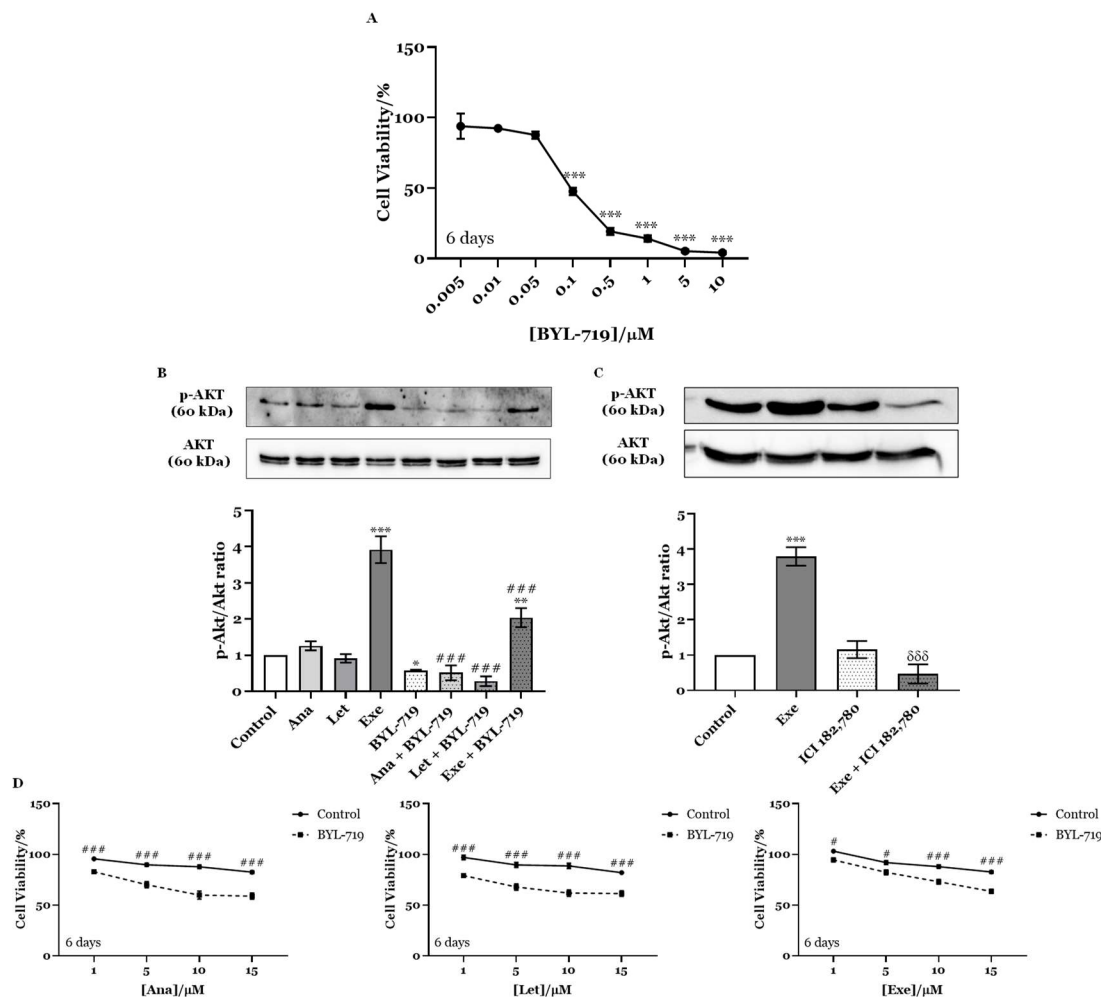 A
150
100
50
0
Cell Viability/%
***
***
***
***
***
6 days
0.005
0.01
0.05
0.1
0.5
1
5
10
[BYL-719]/μM
B
p-AKT
(60 kDa)
AKT
(60 kDa)
5
4
3
2
1
0
p-Akt/Akt ratio
***
*
###
###
###
**
Control
Ana
Let
Exe
BYL-719
Ana + BYL-719
Let + BYL-719
Exe + BYL-719
C
p-AKT
(60 kDa)
AKT
(60 kDa)
5
4
3
2
1
0
p-Akt/Akt ratio
***
δδδ
Control
Exe
ICI 182,780
Exe + ICI 182,780
D
150
100
50
0
Cell Viability/%
### ### ### ###
Control
BYL-719
6 days
1 5 10 15
[Ana]/μM
150
100
50
0
Cell Viability/%
### ### ### ###
Control
BYL-719
6 days
1 5 10 15
[Let]/μM
150
100
50
0
Cell Viability/%
# # ### ###
Control
BYL-719
6 days
1 5 10 15
[Exe]/μM